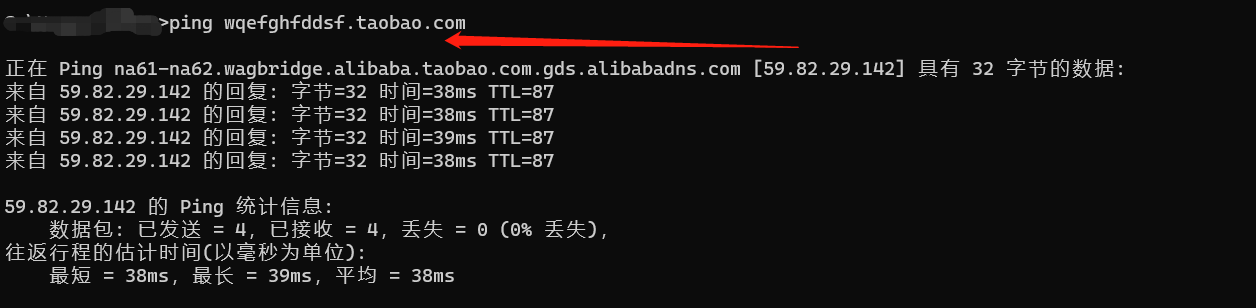 >ping wqefghfddsf.taobao.com
正在 Ping na61-na62.wagbridge.alibaba.taobao.com.gds.alibabadns.com [59.82.29.142] 具有 32 字节的数据:
来自 59.82.29.142 的回复: 字节=32 时间=38ms TTL=87
来自 59.82.29.142 的回复: 字节=32 时间=38ms TTL=87
来自 59.82.29.142 的回复: 字节=32 时间=39ms TTL=87
来自 59.82.29.142 的回复: 字节=32 时间=38ms TTL=87
59.82.29.142 的 Ping 统计信息:
数据包: 已发送 = 4, 已接收 = 4, 丢失 = 0 (0% 丢失),
往返行程的估计时间(以毫秒为单位):
最短 = 38ms, 最长 = 39ms, 平均 = 38ms